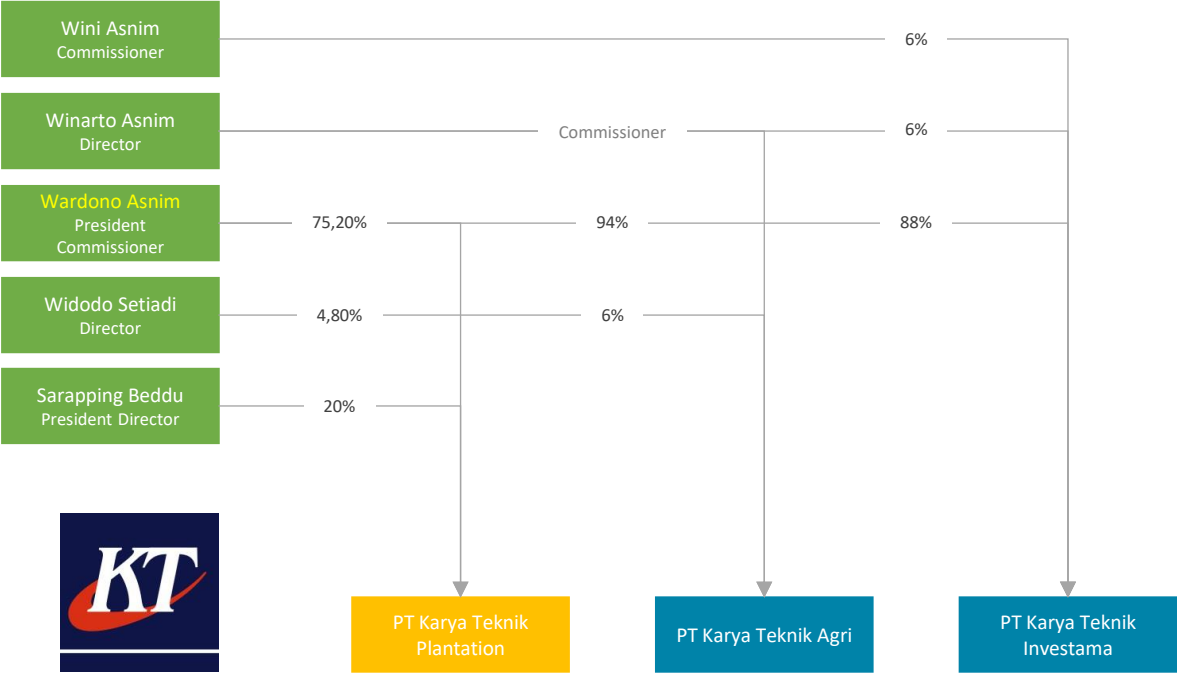 Wini Asnim
Commissioner
6%
Winarto Asnim
Director
Commissioner
6%
Wardono Asnim
President
Commissioner
75,20%
94%
88%
Widodo Setiadi
Director
4,80%
6%
Sarapping Beddu
President Director
20%
KT
PT Karya Teknik
Plantation
PT Karya Teknik Agri
PT Karya Teknik
Investama